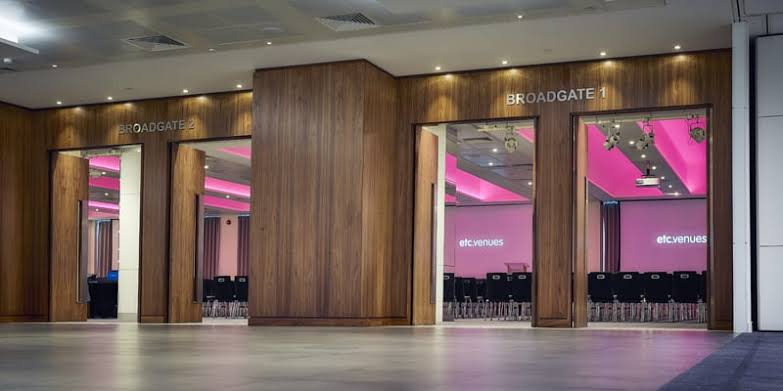 BROADGATE 2
BROADGATE 1
etc.venues
etc.venues